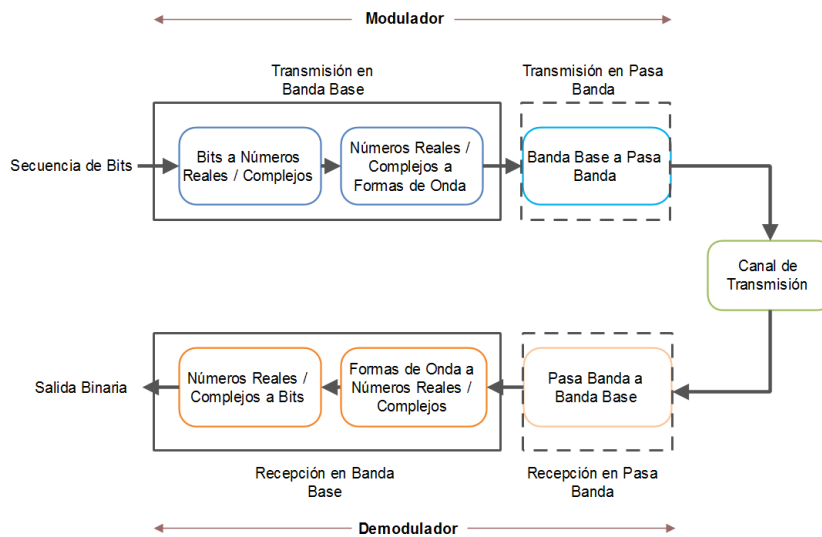 Modulador
Transmisión en
Banda Base
Transmisión en Pasa
Banda
Secuencia de Bits
Bits a Números
Reales / Complejos
Números Reales /
Complejos a
Formas de Onda
Banda Base a Pasa
Banda
Canal de
Transmisión
Salida Binaria
Números Reales /
Complejos a Bits
Formas de Onda a
Números Reales /
Complejos
Pasa Banda a
Banda Base
Recepción en Banda
Base
Recepción en Pasa
Banda
Demodulador